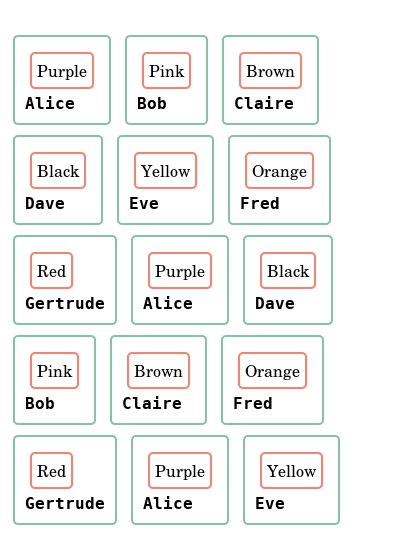 Purple Pink Brown
Alice Bob Claire
Black Yellow Orange
Dave Eve Fred
Red Purple Black
Gertrude Alice Dave
Pink Brown Orange
Bob Claire Fred
Red Purple Yellow
Gertrude Alice Eve